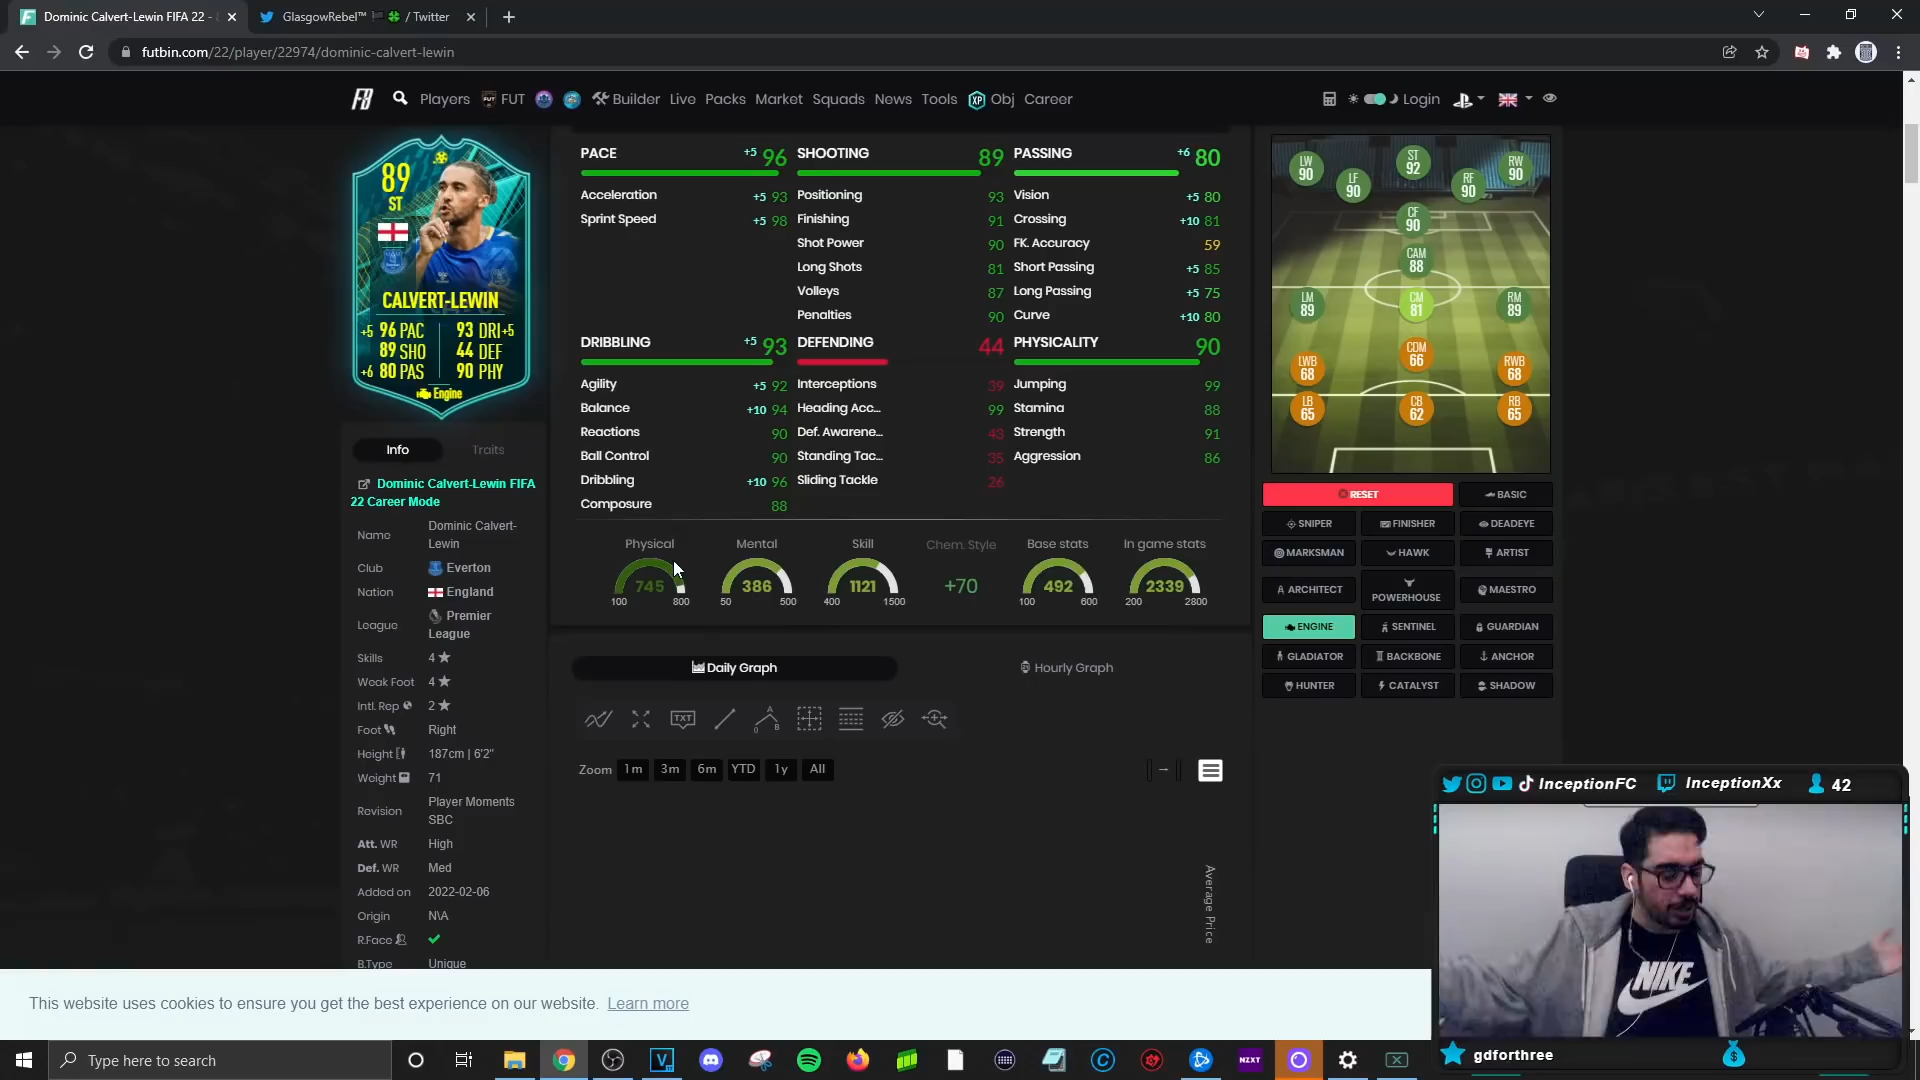 Dominic Calvert-Lewin FIFA 22 -
GlasgowRebel™ / Twitter
futbin.com/22/player/22974/dominic-calvert-lewin
Players FUT Builder Live Packs Market Squads News Tools XP Obj Career Login
89
ST
CALVERT-LEWIN
+5 96 PAC 93 DRI +5
89 SHO 44 DEF
+6 80 PAS 90 PHY
Engine
PACE +5 96
Acceleration +5 93
Sprint Speed +5 98
SHOOTING 89
Positioning 93
Finishing 91
Shot Power 90
Long Shots 81
Volleys 87
Penalties 90
PASSING +6 80
Vision +5 80
Crossing +10 81
FK. Accuracy 59
Short Passing +5 85
Long Passing +5 75
Curve +10 80
DRIBBLING +5 93
Agility +5 92
Balance +10 94
Reactions 90
Ball Control 90
Dribbling +10 96
Composure 88
DEFENDING 44
Interceptions 39
Heading Acc... 99
Def. Awarene... 43
Standing Tac... 35
Sliding Tackle 26
PHYSICALITY 90
Jumping 99
Stamina 88
Strength 91
Aggression 86
Physical Mental Skill Chem. Style Base stats In game stats
745 386 1121 +70 492 2339
100 800 50 500 400 1500 100 600 200 2800
LW 90
LF 90
ST 92
RF 90
RW 90
CF 90
CAM 88
LM 89
CM 81
RM 89
LWB 68
CDM 66
RWB 68
LB 65
CB 62
RB 65
RESET BASIC
SNIPER FINISHER DEADEYE
MARKSMAN HAWK ARTIST
ARCHITECT POWERHOUSE MAESTRO
ENGINE SENTINEL GUARDIAN
GLADIATOR BACKBONE ANCHOR
HUNTER CATALYST SHADOW
Info Traits
Dominic Calvert-Lewin FIFA
22 Career Mode
Name Dominic Calvert-
Lewin
Club Everton
Nation England
League Premier
League
Skills 4
Weak Foot 4
Intl. Rep 2
Foot Right
Height 187cm | 6'2"
Weight 71
Revision Player Moments
SBC
Att. WR High
Def. WR Med
Added on 2022-02-06
Origin N\A
R.Face
B.Type Unique
Daily Graph Hourly Graph
TXT
Zoom 1m 3m 6m YTD 1y All
Average Price
This website uses cookies to ensure you get the best experience on our website. Learn more
InceptionFC InceptionXx 42
NIKE
gdforthree
Type here to search
NZXT